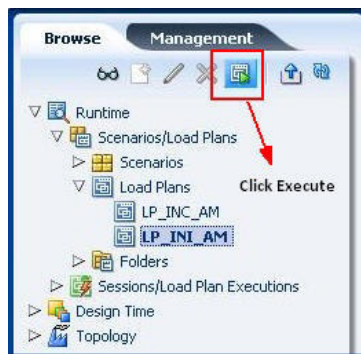 Browse Management
Runtime
Scenarios/Load Plans
Scenarios
Load Plans Click Execute
LP_INC_AM
LP_INI_AM
Folders
Sessions/Load Plan Executions
Design Time
Topology